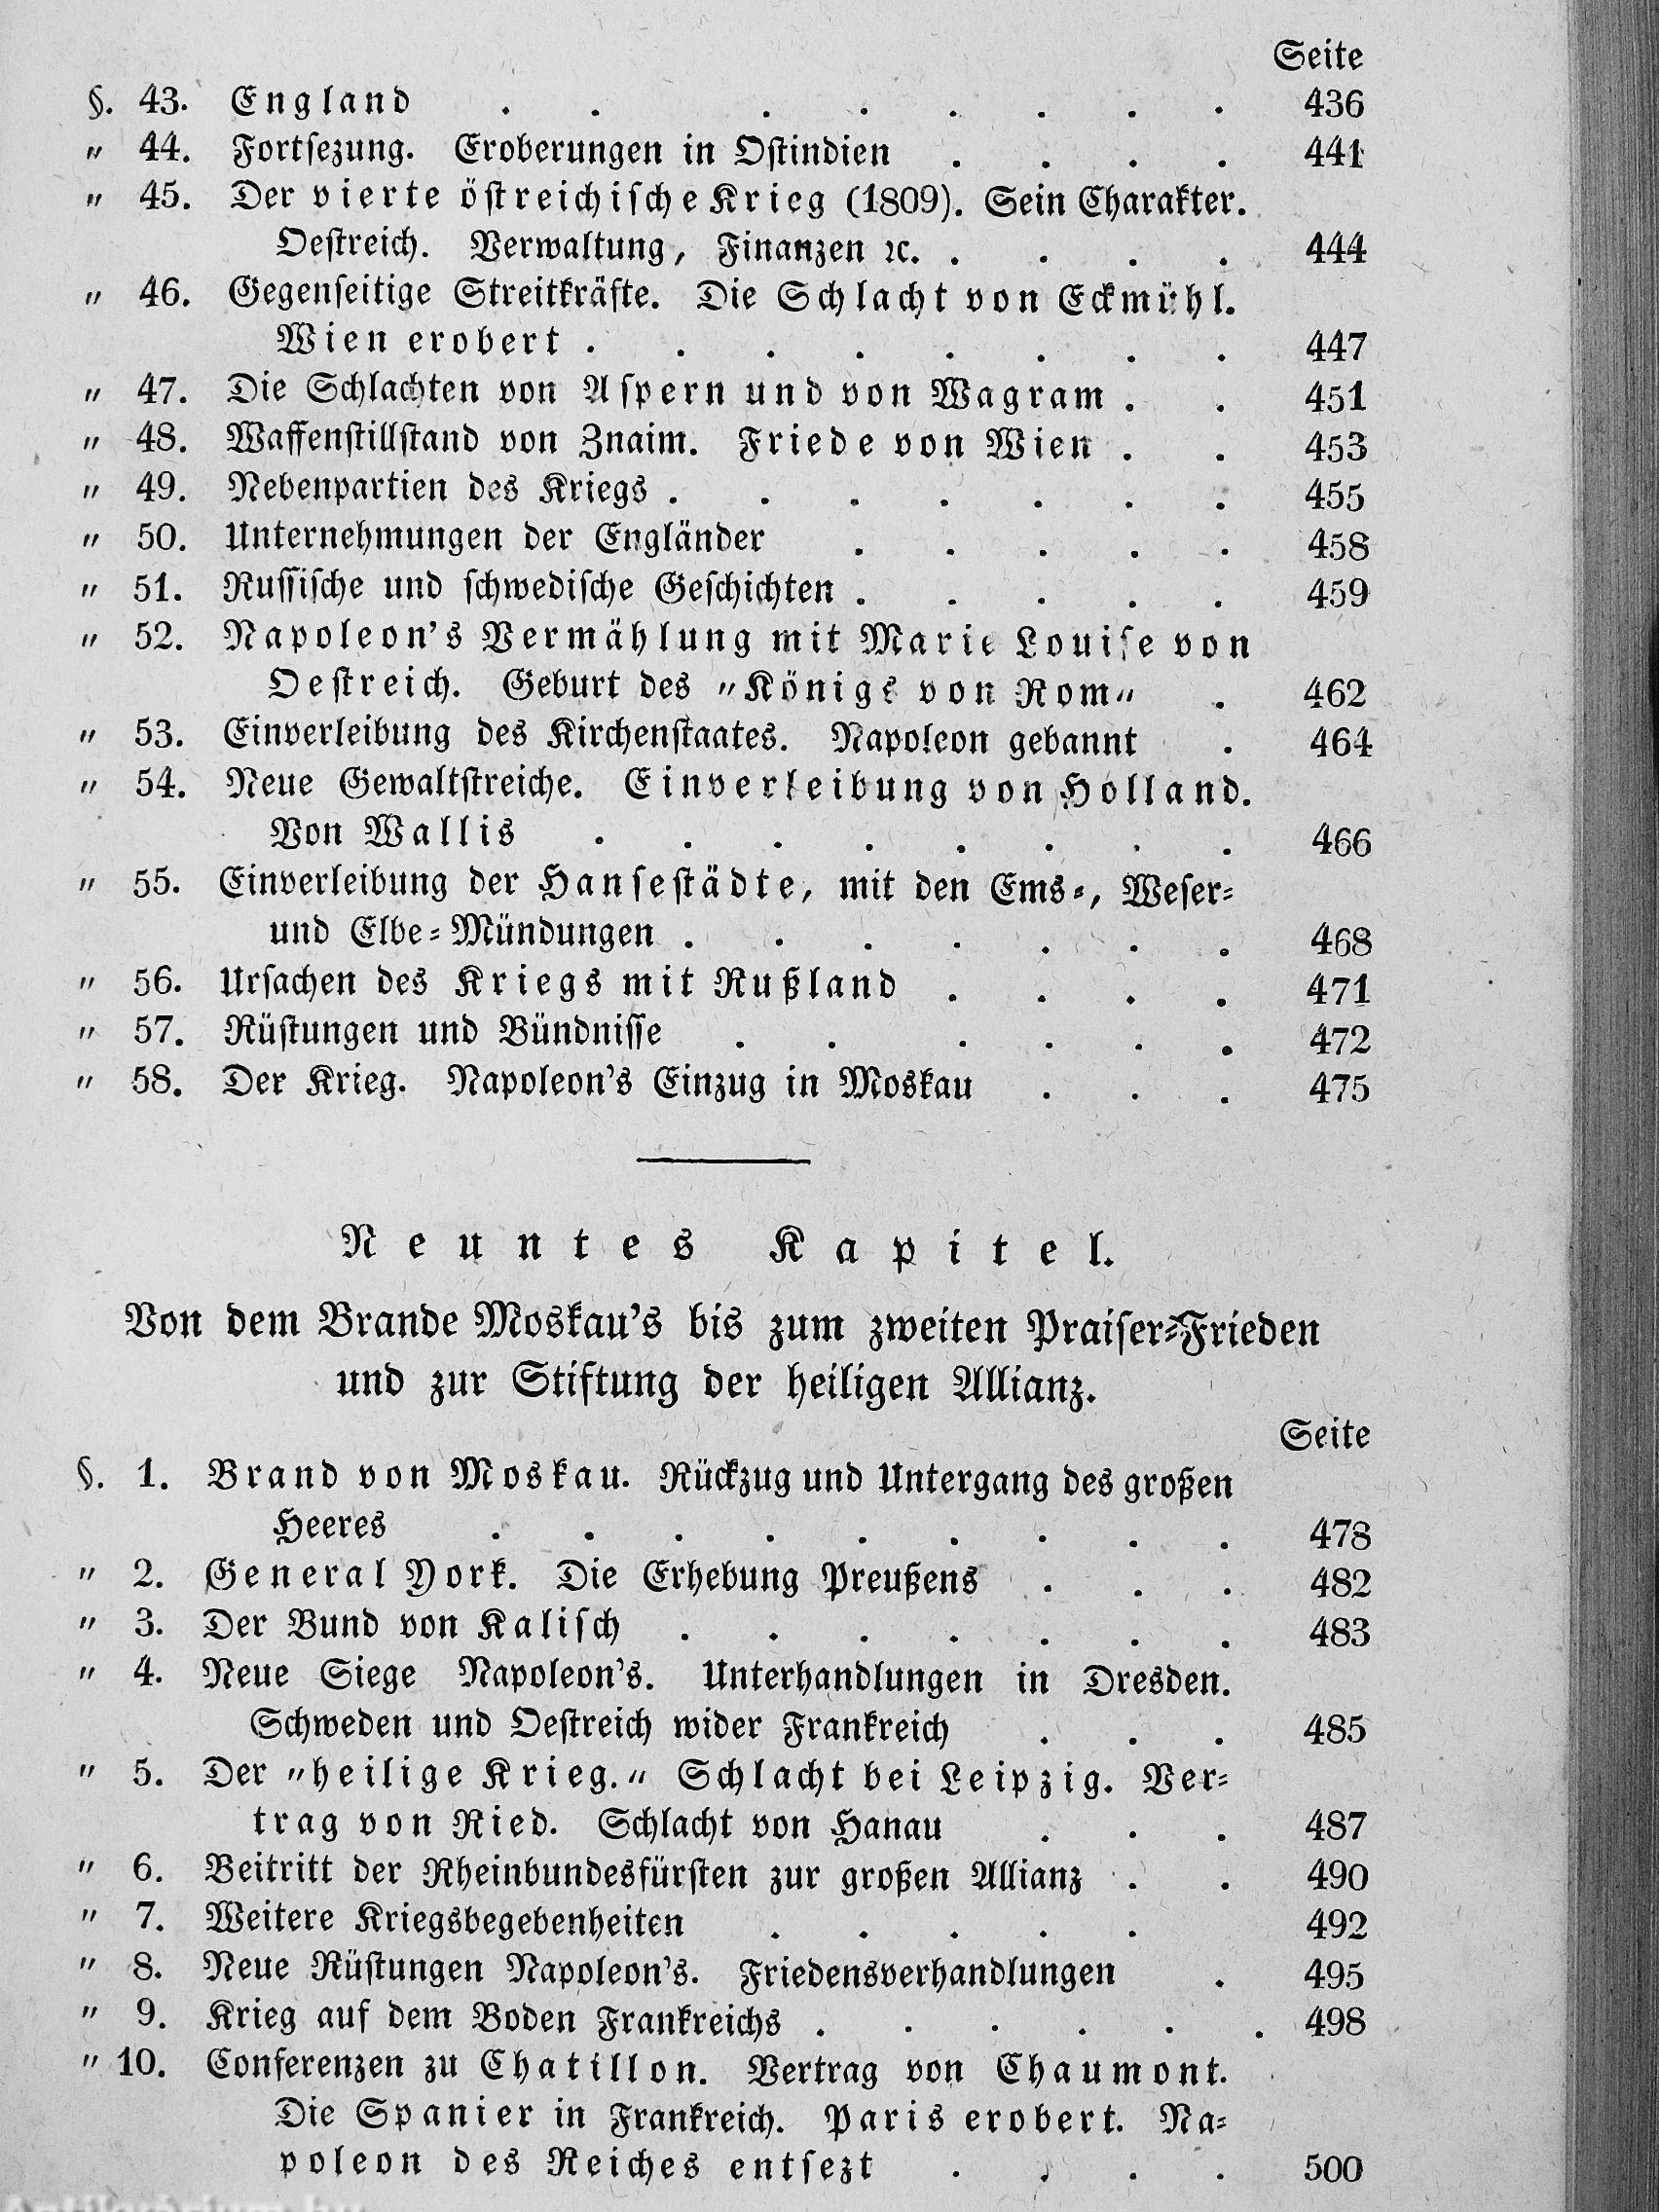 Seite
§. 43. England . . . . . . . . 436
„ 44. Fortsezung. Eroberungen in Ostindien . . . . 441
„ 45. Der vierte östreichische Krieg (1809). Sein Charakter.
Oestreich. Verwaltung, Finanzen ꝛc. . . . . 444
„ 46. Gegenseitige Streitkräfte. Die Schlacht von Eckmühl.
Wien erobert . . . . . . . . 447
„ 47. Die Schlachten von Aspern und von Wagram . . 451
„ 48. Waffenstillstand von Znaim. Friede von Wien . . 453
„ 49. Nebenpartien des Kriegs . . . . . . . 455
„ 50. Unternehmungen der Engländer . . . . . 458
„ 51. Russische und schwedische Geschichten . . . . . 459
„ 52. Napoleon's Vermählung mit Marie Louise von
Oestreich. Geburt des „Königs von Rom„ . 462
„ 53. Einverleibung des Kirchenstaates. Napoleon gebannt . 464
„ 54. Neue Gewaltstreiche. Einverleibung von Holland.
Von Wallis . . . . . . . . 466
„ 55. Einverleibung der Hansestädte, mit den Ems-, Weser-
und Elbe-Mündungen . . . . . . . 468
„ 56. Ursachen des Kriegs mit Rußland . . . . 471
„ 57. Rüstungen und Bündnisse . . . . . . 472
„ 58. Der Krieg. Napoleon's Einzug in Moskau . . . 475
Neuntes Kapitel.
Von dem Brande Moskau's bis zum zweiten Praiser-Frieden
und zur Stiftung der heiligen Allianz.
Seite
§. 1. Brand von Moskau. Rückzug und Untergang des großen
Heeres . . . . . . . . . 478
„ 2. General York. Die Erhebung Preußens . . . 482
„ 3. Der Bund von Kalisch . . . . . . . 483
„ 4. Neue Siege Napoleon's. Unterhandlungen in Dresden.
Schweden und Oestreich wider Frankreich . . . 485
„ 5. Der „heilige Krieg.„ Schlacht bei Leipzig. Ver-
trag von Ried. Schlacht von Hanau . . . 487
„ 6. Beitritt der Rheinbundesfürsten zur großen Allianz . . 490
„ 7. Weitere Kriegsbegebenheiten . . . . . 492
„ 8. Neue Rüstungen Napoleon's. Friedensverhandlungen . 495
„ 9. Krieg auf dem Boden Frankreichs . . . . . . 498
„ 10. Conferenzen zu Chatillon. Vertrag von Chaumont.
Die Spanier in Frankreich. Paris erobert. Na-
poleon des Reiches entsezt . . . . 500